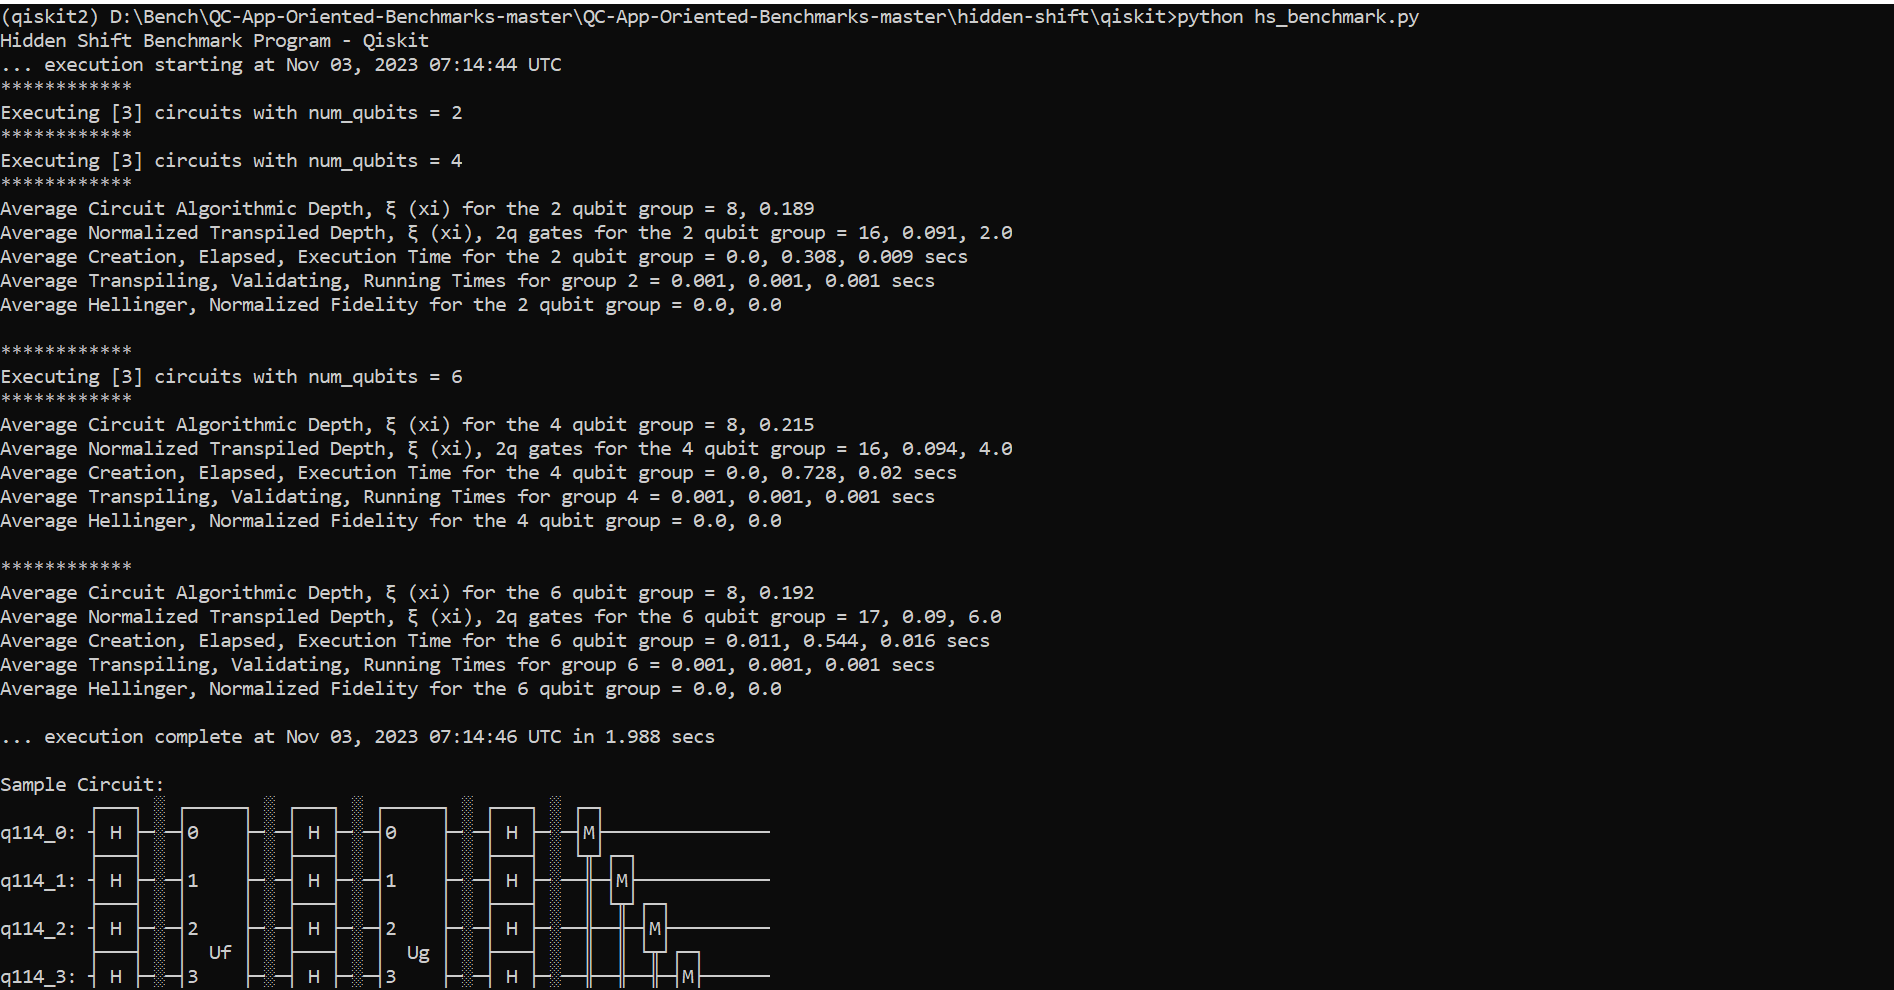 (qiskit2) D:\Bench\QC-App-Oriented-Benchmarks-master\QC-App-Oriented-Benchmarks-master\hidden-shift\qiskit>python hs_benchmark.py
Hidden Shift Benchmark Program - Qiskit
... execution starting at Nov 03, 2023 07:14:44 UTC
************
Executing [3] circuits with num_qubits = 2
************
Executing [3] circuits with num_qubits = 4
************
Average Circuit Algorithmic Depth, ξ (xi) for the 2 qubit group = 8, 0.189
Average Normalized Transpiled Depth, ξ (xi), 2q gates for the 2 qubit group = 16, 0.091, 2.0
Average Creation, Elapsed, Execution Time for the 2 qubit group = 0.0, 0.308, 0.009 secs
Average Transpiling, Validating, Running Times for group 2 = 0.001, 0.001, 0.001 secs
Average Hellinger, Normalized Fidelity for the 2 qubit group = 0.0, 0.0
************
Executing [3] circuits with num_qubits = 6
************
Average Circuit Algorithmic Depth, ξ (xi) for the 4 qubit group = 8, 0.215
Average Normalized Transpiled Depth, ξ (xi), 2q gates for the 4 qubit group = 16, 0.094, 4.0
Average Creation, Elapsed, Execution Time for the 4 qubit group = 0.0, 0.728, 0.02 secs
Average Transpiling, Validating, Running Times for group 4 = 0.001, 0.001, 0.001 secs
Average Hellinger, Normalized Fidelity for the 4 qubit group = 0.0, 0.0
************
Average Circuit Algorithmic Depth, ξ (xi) for the 6 qubit group = 8, 0.192
Average Normalized Transpiled Depth, ξ (xi), 2q gates for the 6 qubit group = 17, 0.09, 6.0
Average Creation, Elapsed, Execution Time for the 6 qubit group = 0.011, 0.544, 0.016 secs
Average Transpiling, Validating, Running Times for group 6 = 0.001, 0.001, 0.001 secs
Average Hellinger, Normalized Fidelity for the 6 qubit group = 0.0, 0.0
... execution complete at Nov 03, 2023 07:14:46 UTC in 1.988 secs
Sample Circuit:
q114_0: H 0 H 0 H M
q114_1: H 1 H 1 H M
q114_2: H 2 H 2 H M
Uf Ug
q114_3: H 3 H 3 H M